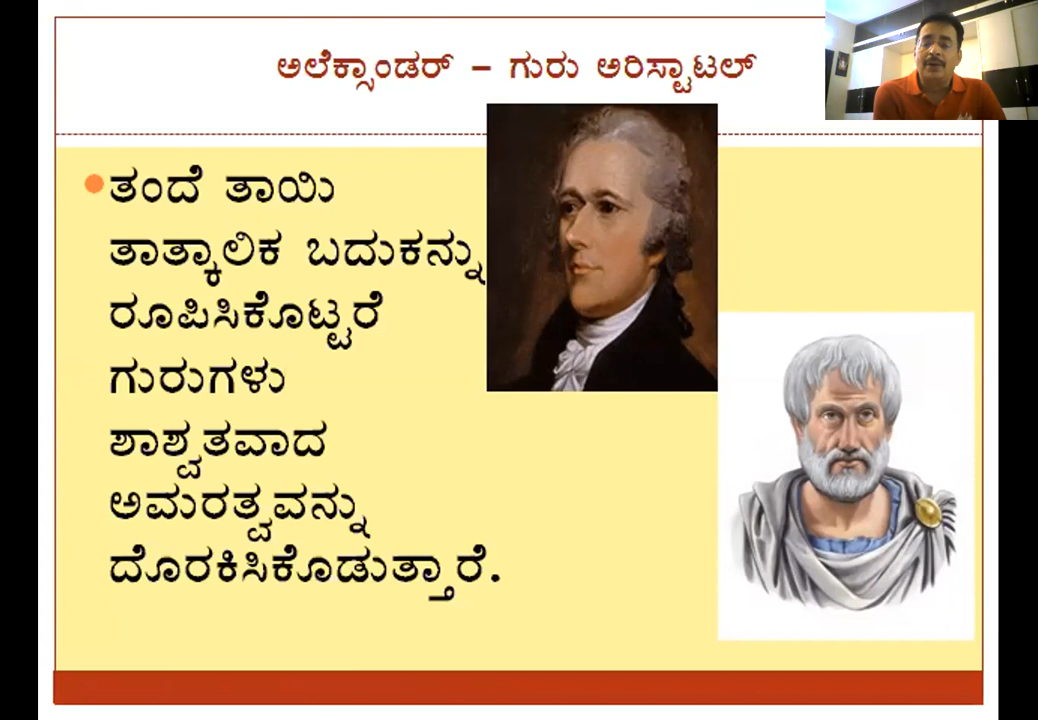 ಅಲೆಕ್ಸಾಂಡರ್ – ಗುರು ಅರಿಸ್ಟಾಟಲ್
•ತಂದೆ ತಾಯಿ
ತಾತ್ಕಾಲಿಕ ಬದುಕನ್ನು
ರೂಪಿಸಿಕೊಟ್ಟರೆ
ಗುರುಗಳು
ಶಾಶ್ವತವಾದ
ಅಮರತ್ವವನ್ನು
ದೊರಕಿಸಿಕೊಡುತ್ತಾರೆ.